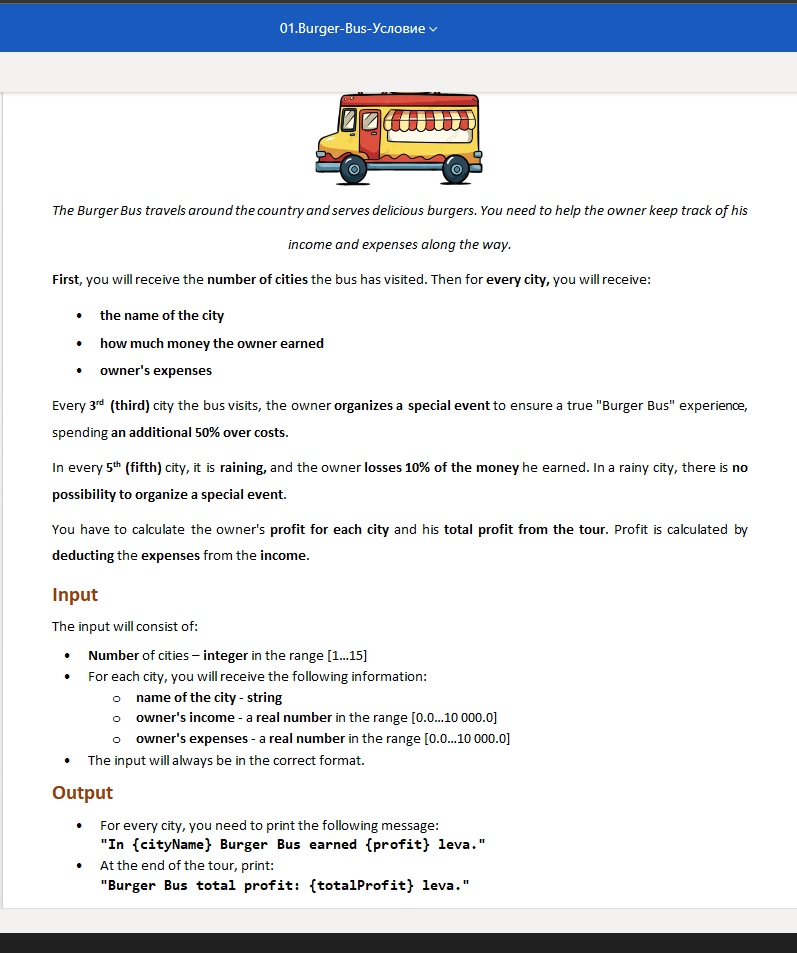 01.Burger-Bus-Условие
The Burger Bus travels around the country and serves delicious burgers. You need to help the owner keep track of his
income and expenses along the way.
First, you will receive the number of cities the bus has visited. Then for every city, you will receive:
• the name of the city
• how much money the owner earned
• owner's expenses
Every 3rd (third) city the bus visits, the owner organizes a special event to ensure a true "Burger Bus" experience,
spending an additional 50% over costs.
In every 5th (fifth) city, it is raining, and the owner losses 10% of the money he earned. In a rainy city, there is no
possibility to organize a special event.
You have to calculate the owner's profit for each city and his total profit from the tour. Profit is calculated by
deducting the expenses from the income.
Input
The input will consist of:
• Number of cities – integer in the range [1…15]
• For each city, you will receive the following information:
o name of the city - string
o owner's income - a real number in the range [0.0…10 000.0]
o owner's expenses - a real number in the range [0.0…10 000.0]
• The input will always be in the correct format.
Output
• For every city, you need to print the following message:
"In {cityName} Burger Bus earned {profit} leva."
• At the end of the tour, print:
"Burger Bus total profit: {totalProfit} leva."